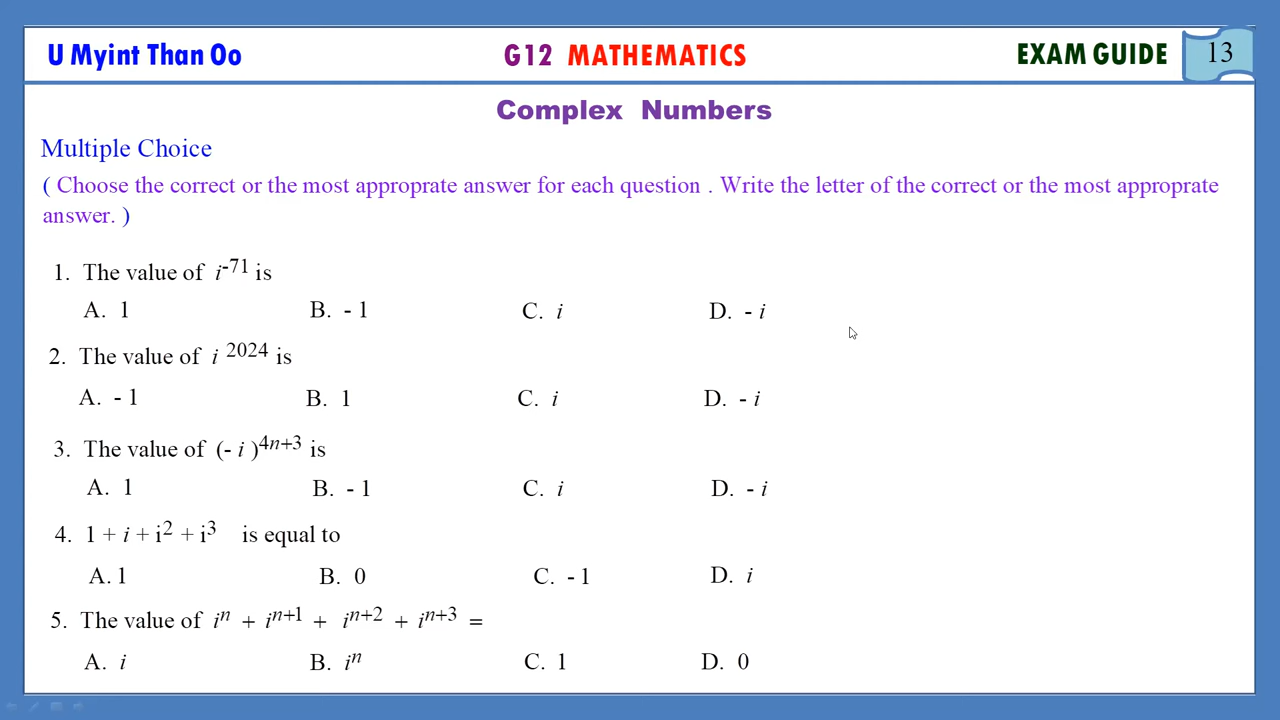 U Myint Than Oo G12 MATHEMATICS EXAM GUIDE 13
Complex Numbers
Multiple Choice
( Choose the correct or the most approprate answer for each question . Write the letter of the correct or the most approprate
answer. )
1. The value of i⁻⁷¹ is
A. 1 B. - 1 C. i D. - i
2. The value of i ²⁰²⁴ is
A. - 1 B. 1 C. i D. - i
3. The value of (- i )⁴ⁿ⁺³ is
A. 1 B. - 1 C. i D. - i
4. 1 + i + i² + i³ is equal to
A. 1 B. 0 C. - 1 D. i
5. The value of iⁿ + iⁿ⁺¹ + iⁿ⁺² + iⁿ⁺³ =
A. i B. iⁿ C. 1 D. 0